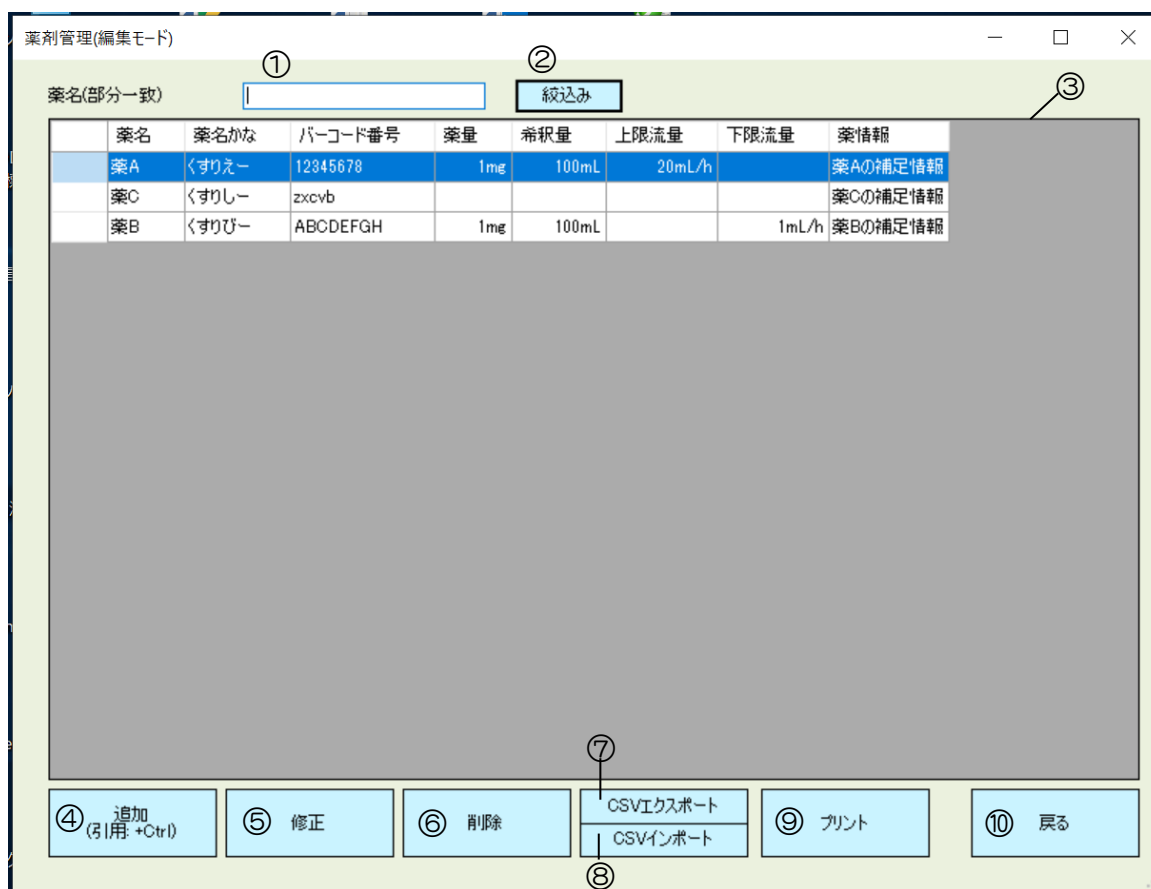 薬剤管理(編集モード)
① ②
薬名(部分一致) 絞込み ③
薬名 薬名かな バーコード番号 薬量 希釈量 上限流量 下限流量 薬情報
薬A くすりえー 12345678 1mg 100mL 20mL/h 薬Aの補足情報
薬C くすりしー zxcvb 薬Cの補足情報
薬B くすりびー ABCDEFGH 1mg 100mL 1mL/h 薬Bの補足情報
⑦
④ 追加 ⑤ 修正 ⑥ 削除 CSVエクスポート ⑨ プリント ⑩ 戻る
(引用: +Ctrl) CSVインポート
⑧